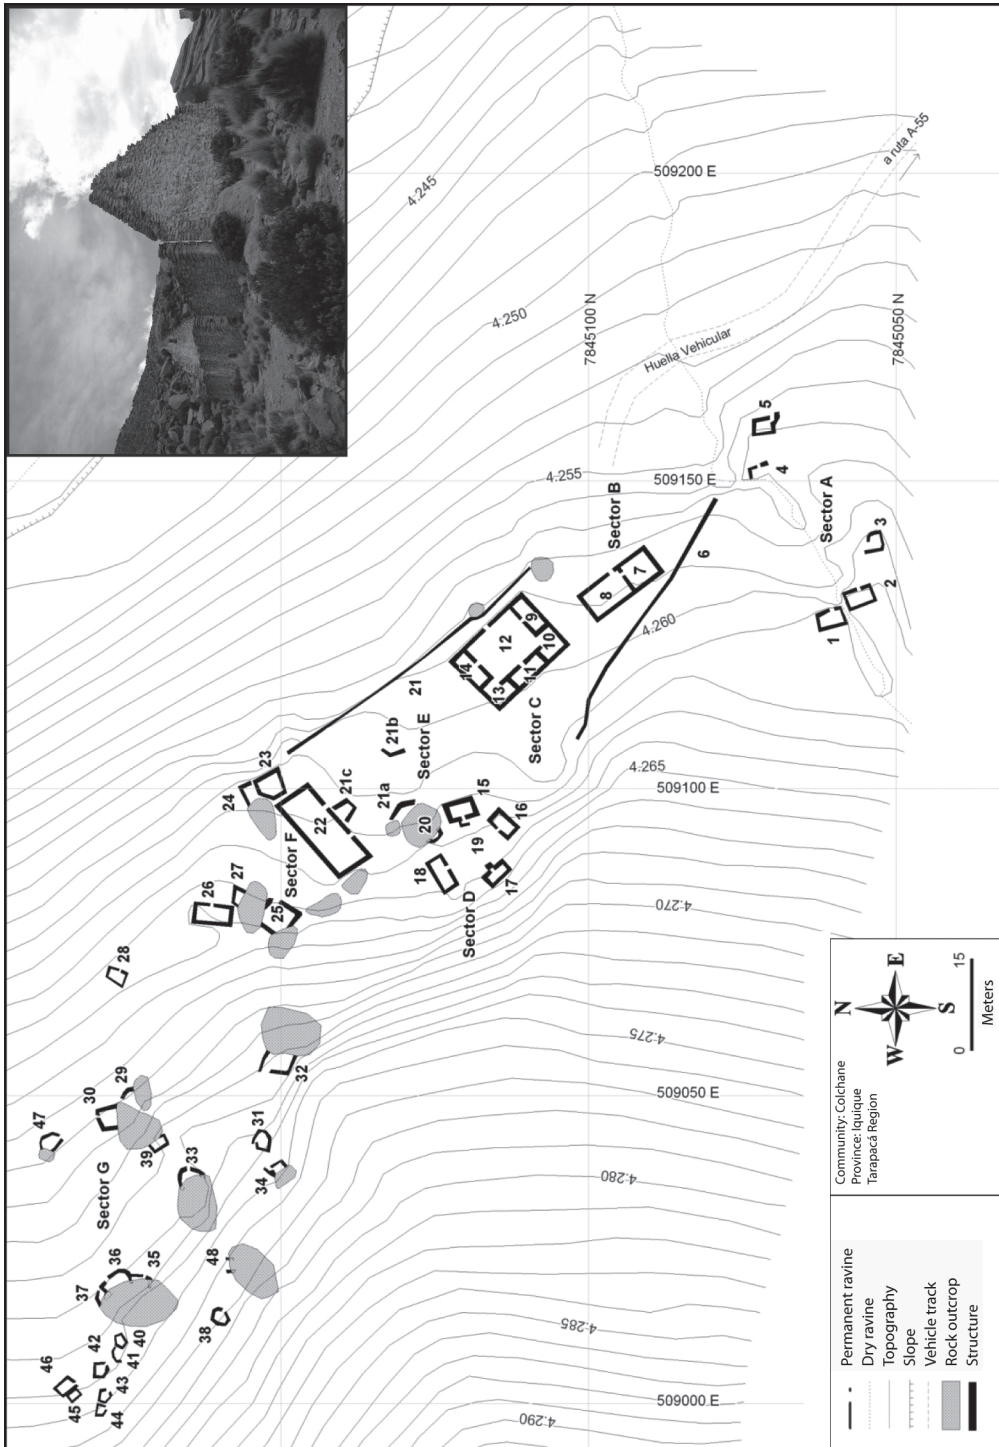 4.245
a ruta A-55
509200 E
4.250
7845100 N
7845050 N
Huella Vehicular
5
4.255
509150 E
4
Sector B
Sector A
3
6
7
8
2
1
4.260
9
10
12
14
11
13
21
Sector C
21b
Sector E
4.265
509100 E
23
24
21c
21a
22
15
16
20
19
18
17
Sector F
Sector D
27
26
25
4.270
28
32
4.275
509050 E
29
30
47
31
39
33
34
Sector G
4.280
36
35
37
48
38
42
40
41
46
43
45
44
4.285
509000 E
4.290
Community: Colchane
Province: Iquique
Tarapacá Region
N
W
E
S
0
15
Meters
Permanent ravine
Dry ravine
Topography
Slope
Vehicle track
Rock outcrop
Structure